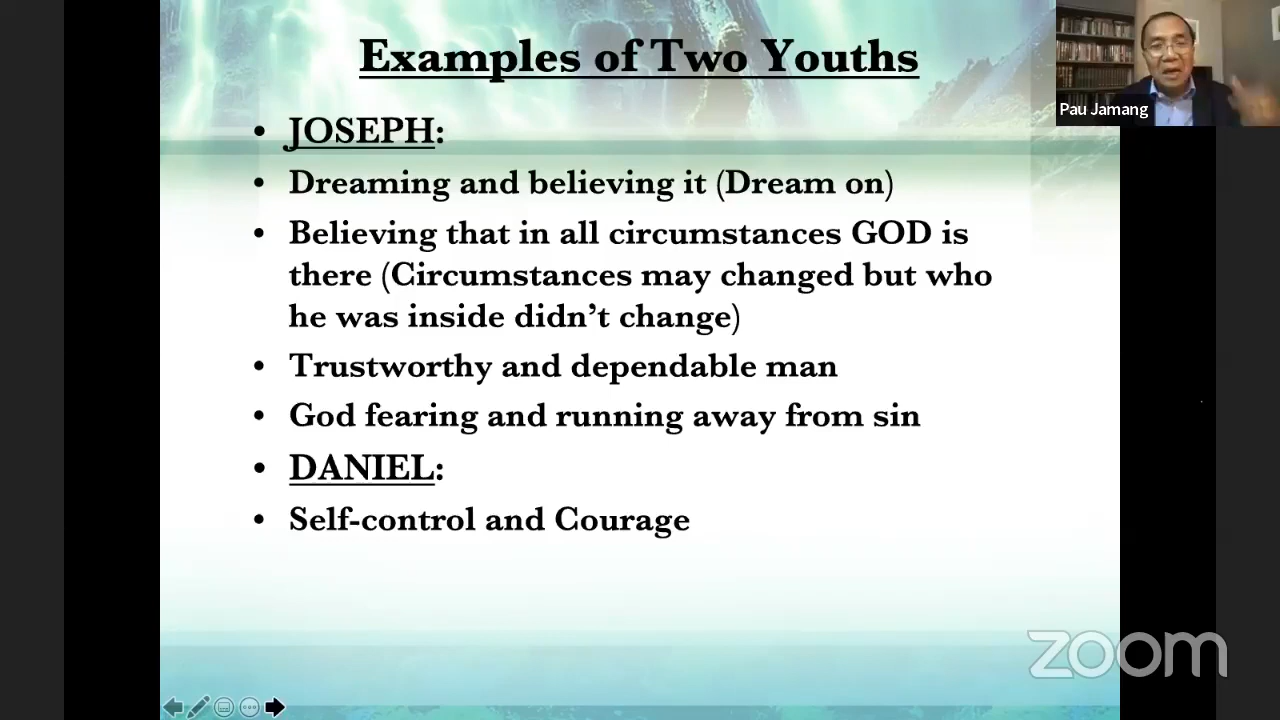 Examples of Two Youths
Pau Jamang
• JOSEPH:
• Dreaming and believing it (Dream on)
• Believing that in all circumstances GOD is
there (Circumstances may changed but who
he was inside didn’t change)
• Trustworthy and dependable man
• God fearing and running away from sin
• DANIEL:
• Self-control and Courage
zoom